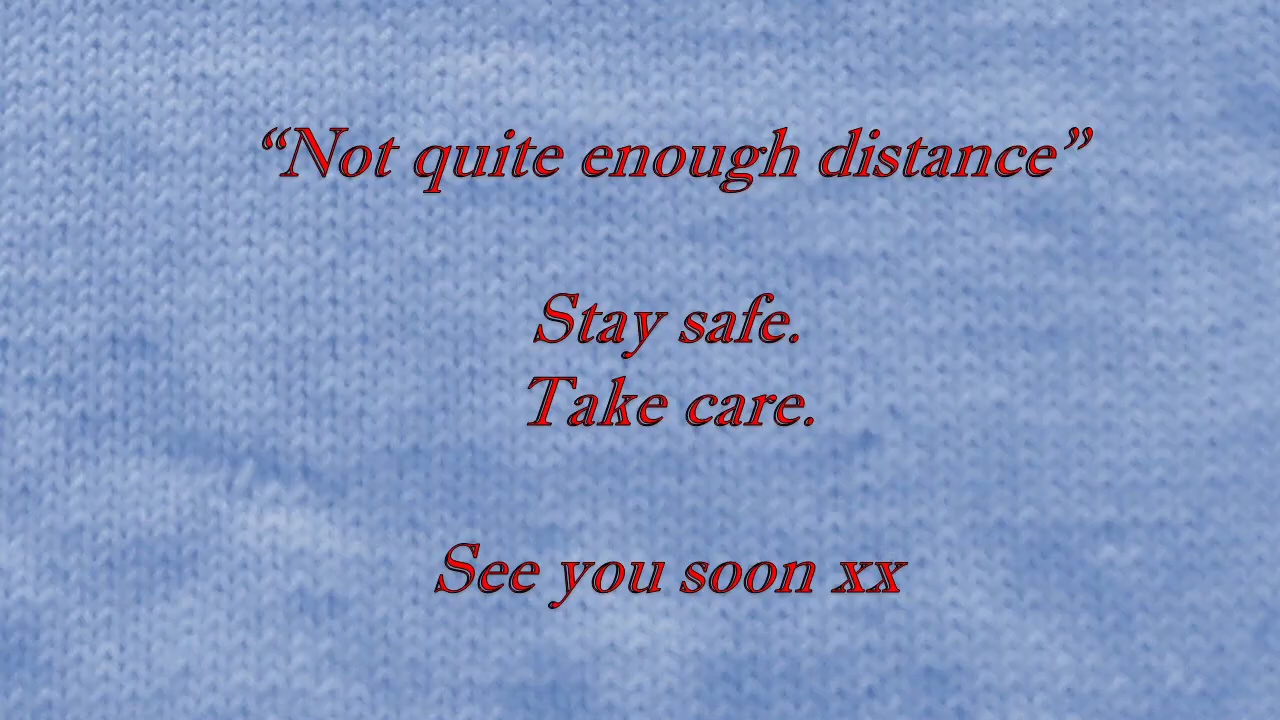 “Not quite enough distance”
Stay safe.
Take care.
See you soon xx